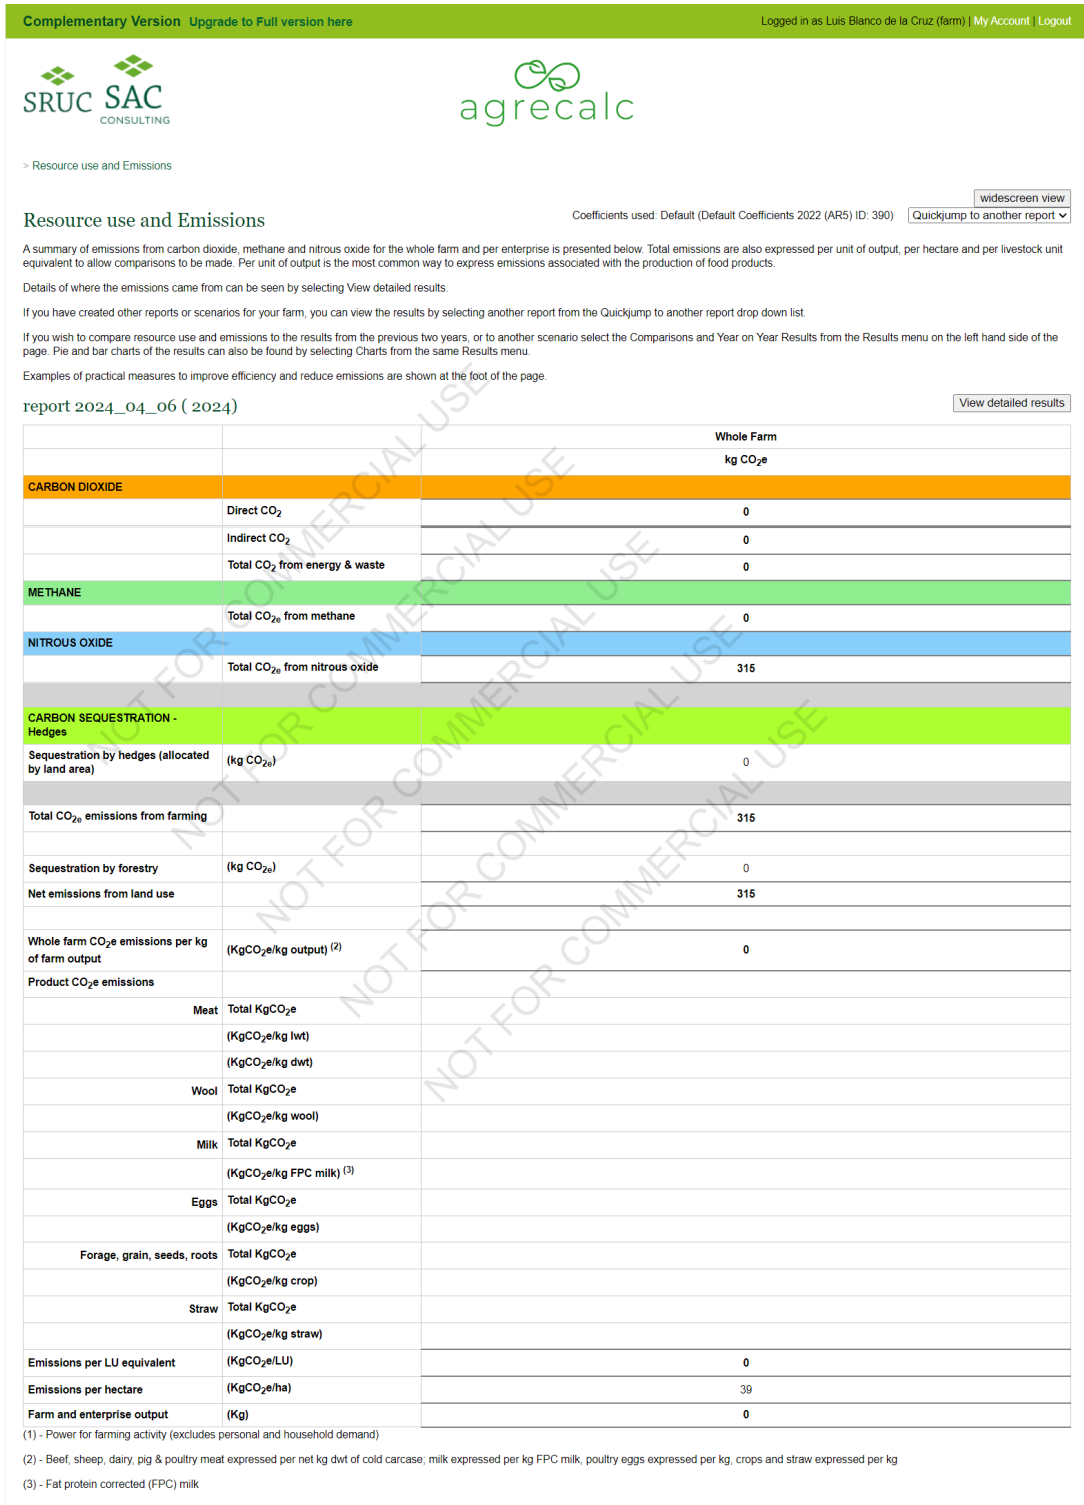 Complementary Version Upgrade to Full version here
Logged in as Luis Blanco de la Cruz (farm) | My Account | Logout
SRUC SAC
CONSULTING
agrecalc
> Resource use and Emissions
widescreen view
Resource use and Emissions
Coefficients used: Default (Default Coefficients 2022 (AR5) ID: 390) Quickjump to another report
A summary of emissions from carbon dioxide, methane and nitrous oxide for the whole farm and per enterprise is presented below. Total emissions are also expressed per unit of output, per hectare and per livestock unit
equivalent to allow comparisons to be made. Per unit of output is the most common way to express emissions associated with the production of food products.
Details of where the emissions came from can be seen by selecting View detailed results.
If you have created other reports or scenarios for your farm, you can view the results by selecting another report from the Quickjump to another report drop down list.
If you wish to compare resource use and emissions to the results from the previous two years, or to another scenario select the Comparisons and Year on Year Results from the Results menu on the left hand side of the
page. Pie and bar charts of the results can also be found by selecting Charts from the same Results menu.
Examples of practical measures to improve efficiency and reduce emissions are shown at the foot of the page.
report 2024_04_06 ( 2024)
View detailed results
Whole Farm
kg CO2e
CARBON DIOXIDE
Direct CO2 0
Indirect CO2 0
Total CO2 from energy & waste 0
METHANE
Total CO2e from methane 0
NITROUS OXIDE
Total CO2e from nitrous oxide 315
CARBON SEQUESTRATION -
Hedges
Sequestration by hedges (allocated
by land area) (kg CO2e) 0
Total CO2e emissions from farming 315
Sequestration by forestry (kg CO2e) 0
Net emissions from land use 315
Whole farm CO2e emissions per kg
of farm output (KgCO2e/kg output) (2) 0
Product CO2e emissions
Meat Total KgCO2e
(KgCO2e/kg lwt)
(KgCO2e/kg dwt)
Wool Total KgCO2e
(KgCO2e/kg wool)
Milk Total KgCO2e
(KgCO2e/kg FPC milk) (3)
Eggs Total KgCO2e
(KgCO2e/kg eggs)
Forage, grain, seeds, roots Total KgCO2e
(KgCO2e/kg crop)
Straw Total KgCO2e
(KgCO2e/kg straw)
Emissions per LU equivalent (KgCO2e/LU) 0
Emissions per hectare (KgCO2e/ha) 39
Farm and enterprise output (Kg) 0
(1) - Power for farming activity (excludes personal and household demand)
(2) - Beef, sheep, dairy, pig & poultry meat expressed per net kg dwt of cold carcase; milk expressed per kg FPC milk, poultry eggs expressed per kg, crops and straw expressed per kg
(3) - Fat protein corrected (FPC) milk
NOT FOR COMMERCIAL USE
NOT FOR COMMERCIAL USE
NOT FOR COMMERCIAL USE
NOT FOR COMMERCIAL USE
NOT FOR COMMERCIAL USE